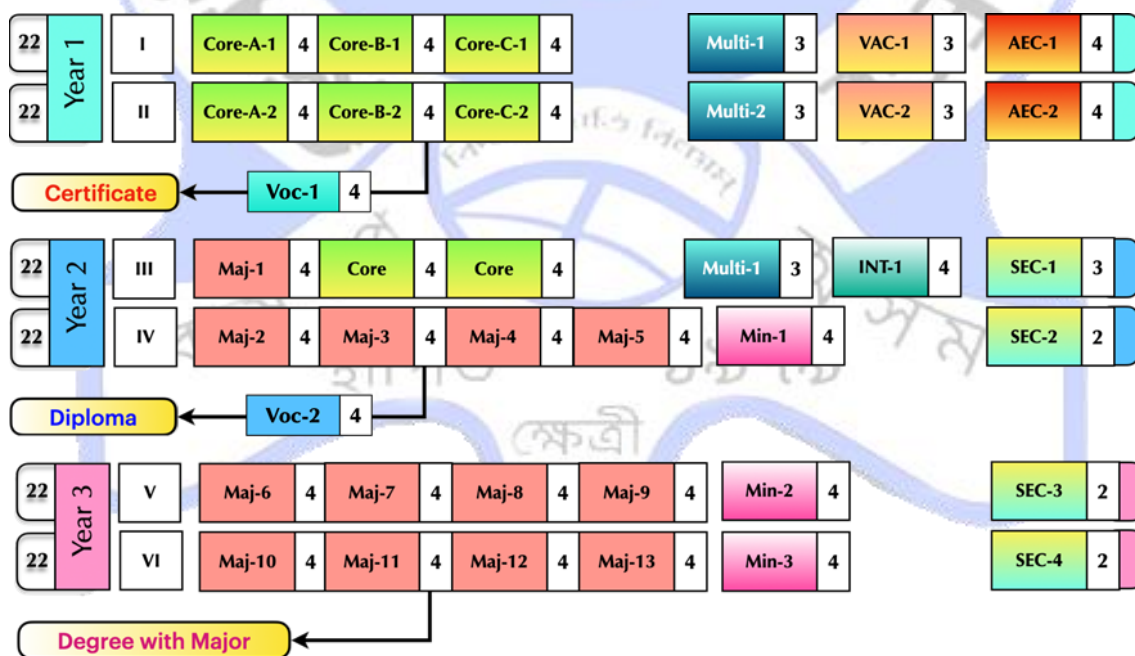 22 Year 1 I Core-A-1 4 Core-B-1 4 Core-C-1 4 Multi-1 3 VAC-1 3 AEC-1 4
22 II Core-A-2 4 Core-B-2 4 Core-C-2 4 Multi-2 3 VAC-2 3 AEC-2 4
Certificate Voc-1 4
22 Year 2 III Maj-1 4 Core 4 Core 4 Multi-1 3 INT-1 4 SEC-1 3
22 IV Maj-2 4 Maj-3 4 Maj-4 4 Maj-5 4 Min-1 4 SEC-2 2
Diploma Voc-2 4
ক্ষেত্রী
22 Year 3 V Maj-6 4 Maj-7 4 Maj-8 4 Maj-9 4 Min-2 4 SEC-3 2
22 VI Maj-10 4 Maj-11 4 Maj-12 4 Maj-13 4 Min-3 4 SEC-4 2
Degree with Major